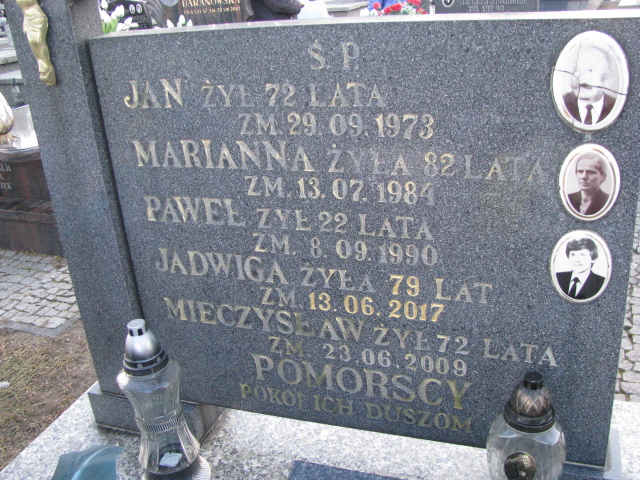 BARANOWSKA
Ś. P.
JAN ŻYŁ 72 LATA
ZM. 29. 09. 1973
MARIANNA ŻYŁA 82 LATA
ZM. 13. 07. 1984
PAWEŁ ŻYŁ 22 LATA
ZM. 8. 09. 1990
JADWIGA ŻYŁA 79 LAT
ZM. 13. 06. 2017
MIECZYSŁAW ŻYŁ 72 LATA
ZM. 23. 06. 2009
POMORSCY
POKÓJ ICH DUSZOM